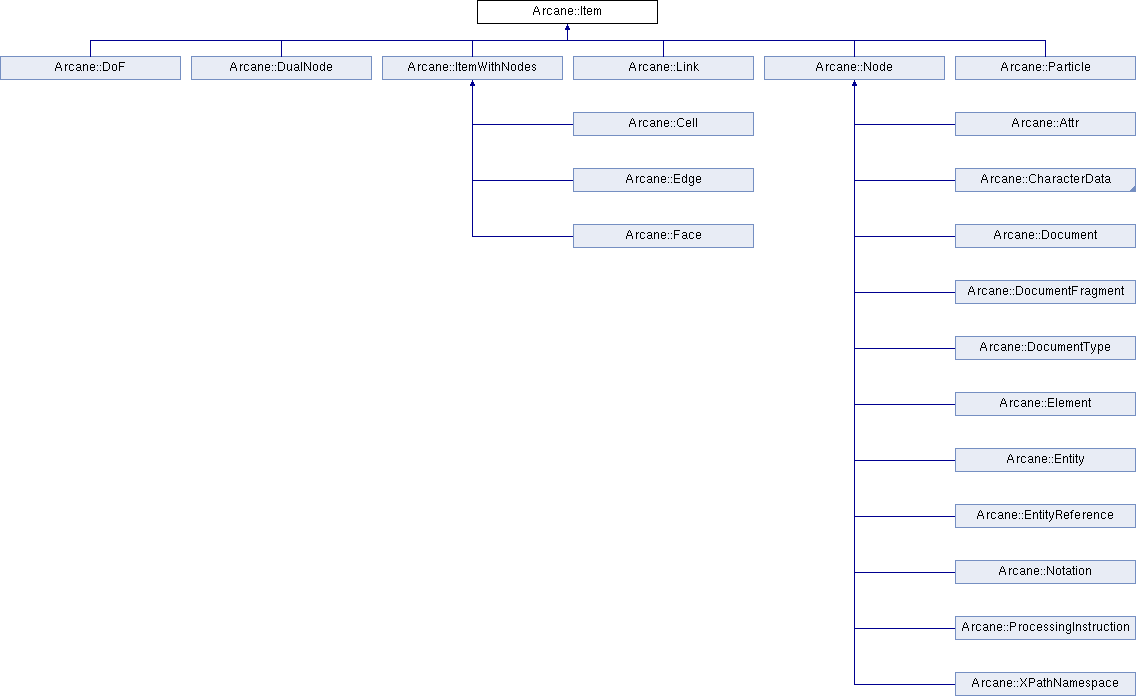 Arcane::Item
Arcane::DoF
Arcane::DualNode
Arcane::ItemWithNodes
Arcane::Link
Arcane::Node
Arcane::Particle
Arcane::Cell
Arcane::Attr
Arcane::Edge
Arcane::CharacterData
Arcane::Face
Arcane::Document
Arcane::DocumentFragment
Arcane::DocumentType
Arcane::Element
Arcane::Entity
Arcane::EntityReference
Arcane::Notation
Arcane::ProcessingInstruction
Arcane::XPathNamespace